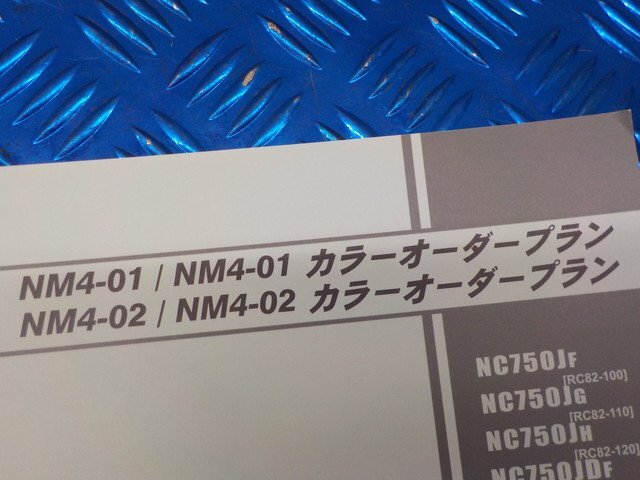 NM4-01 / NM4-01 カラーオーダープラン
NM4-02 / NM4-02 カラーオーダープラン
NC750JF
[RC82-100]
NC750JG
[RC82-110]
NC750JH
[RC82-120]
NC750JDF